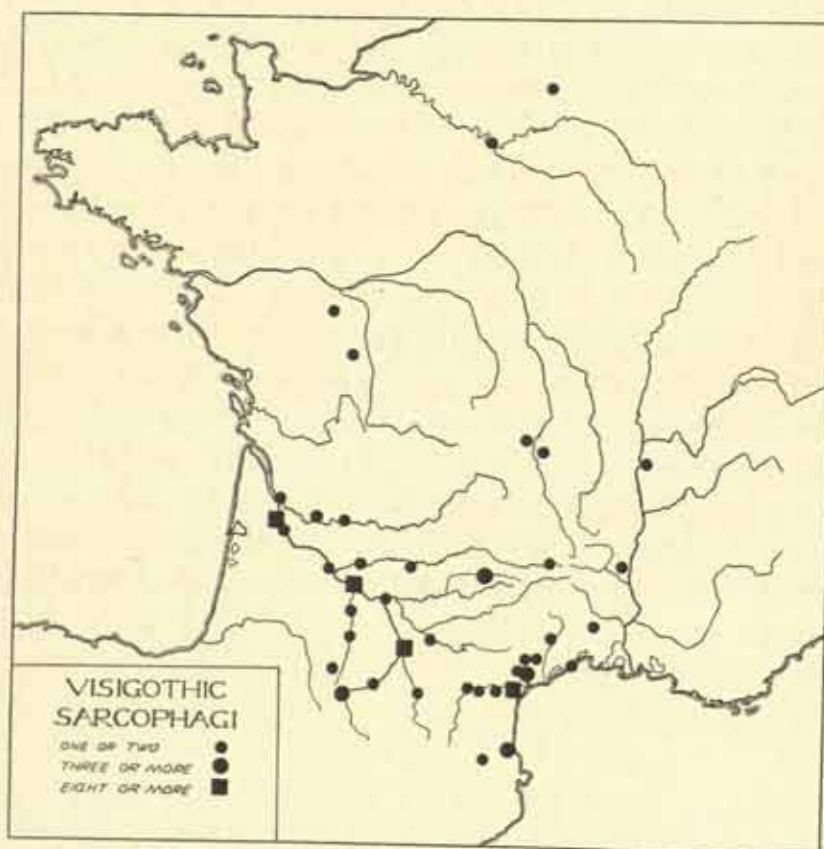 VISIGOTHIC
SARCOPHAGI
ONE OR TWO
THREE OR MORE
EIGHT OR MORE